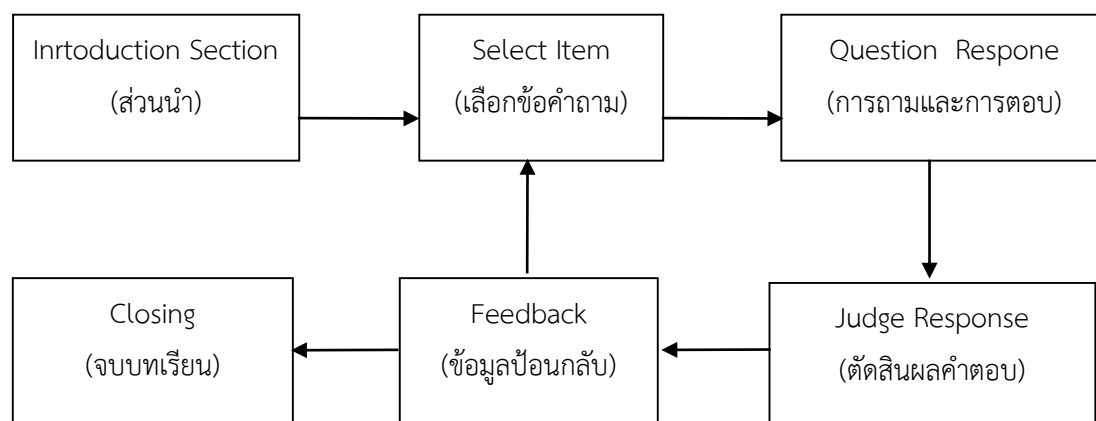 Inrtoduction Section
(ส่วนนำ)
Select Item
(เลือกข้อคำถาม)
Question Respone
(การถามและการตอบ)
Closing
(จบบทเรียน)
Feedback
(ข้อมูลป้อนกลับ)
Judge Response
(ตัดสินผลคำตอบ)